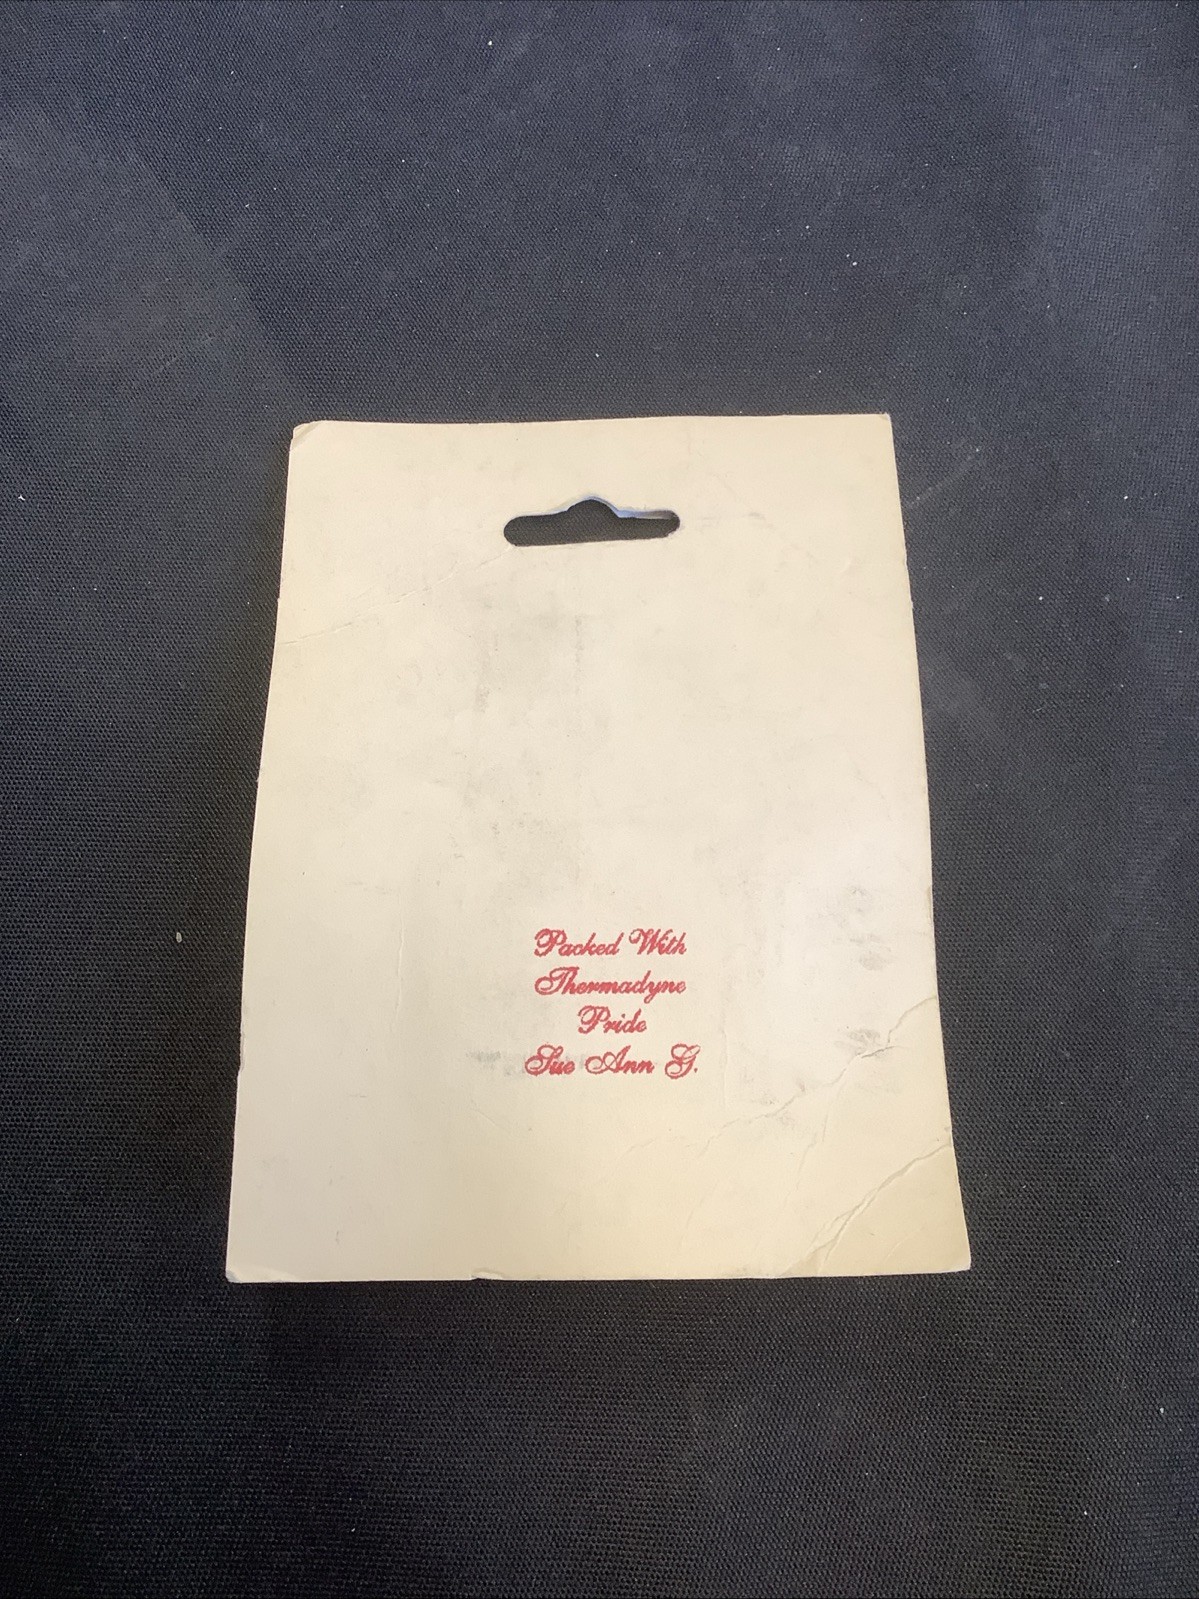 Packed With
Thermadyne
Pride
Sue Ann G.